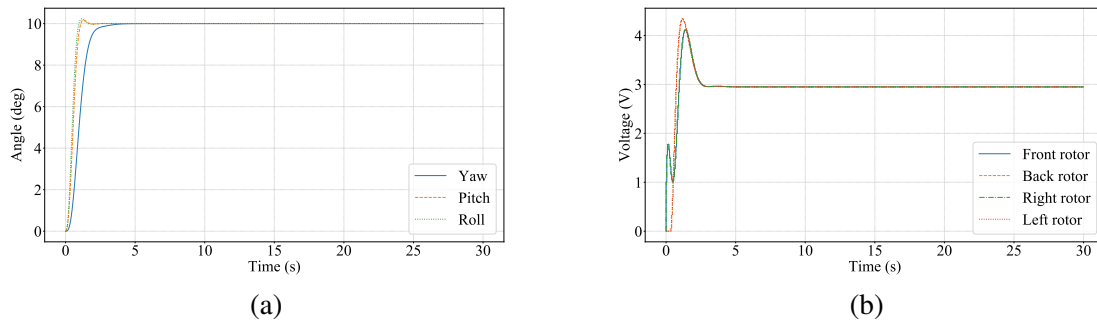 10
8
6
4
2
0
Angle (deg)
0 5 10 15 20 25 30
Time (s)
Yaw
Pitch
Roll
(a)
4
3
2
1
0
Voltage (V)
0 5 10 15 20 25 30
Time (s)
Front rotor
Back rotor
Right rotor
Left rotor
(b)